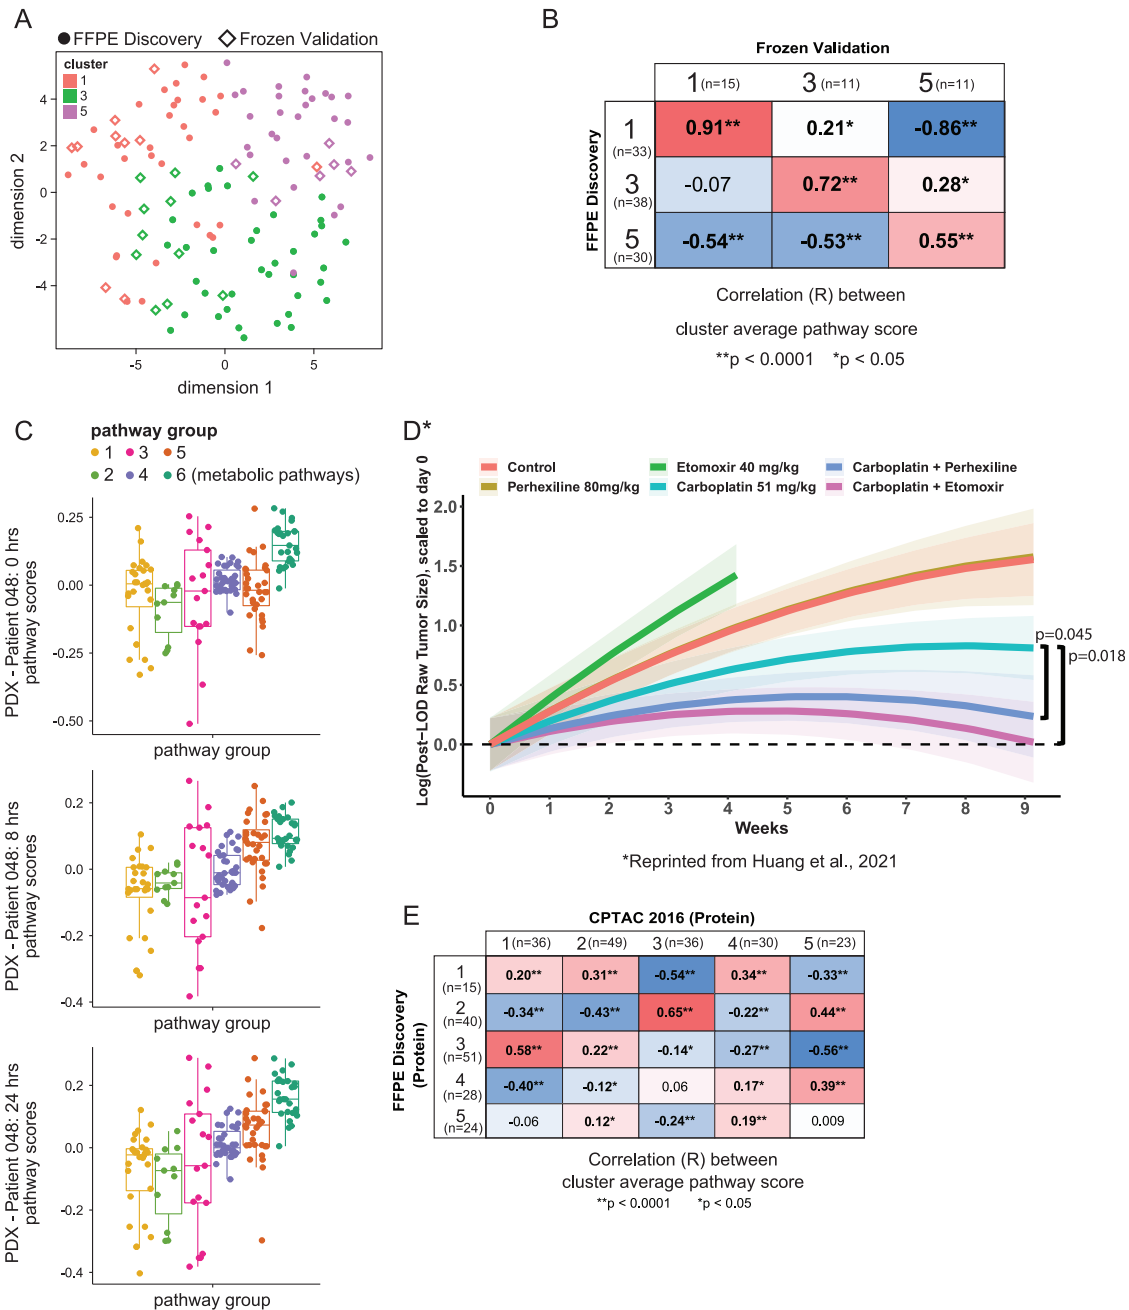 A
FFPE Discovery Frozen Validation
cluster
1
3
5
4
2
0
-2
-4
dimension 2
-5 0 5
dimension 1
B
Frozen Validation
1 (n=15) 3 (n=11) 5 (n=11)
FFPE Discovery
1 (n=33) 0.91** 0.21* -0.86**
3 (n=38) -0.07 0.72** 0.28*
5 (n=30) -0.54** -0.53** 0.55**
Correlation (R) between
cluster average pathway score
**p < 0.0001 *p < 0.05
C
pathway group
1 3 5
2 4 6 (metabolic pathways)
PDX - Patient 048: 0 hrs
pathway scores
0.25
0.00
-0.25
-0.50
pathway group
PDX - Patient 048: 8 hrs
pathway scores
0.2
0.0
-0.2
-0.4
pathway group
PDX - Patient 048: 24 hrs
pathway scores
0.2
0.0
-0.2
-0.4
pathway group
D*
Control Etomoxir 40 mg/kg Carboplatin + Perhexiline
Perhexiline 80mg/kg Carboplatin 51 mg/kg Carboplatin + Etomoxir
Log(Post−LOD Raw Tumor Size), scaled to day 0
2.0
1.5
1.0
0.5
0.0
p=0.045
p=0.018
0 1 2 3 4 5 6 7 8 9
Weeks
*Reprinted from Huang et al., 2021
E
CPTAC 2016 (Protein)
1 (n=36) 2 (n=49) 3 (n=36) 4 (n=30) 5 (n=23)
FFPE Discovery
(Protein)
1 (n=15) 0.20** 0.31** -0.54** 0.34** -0.33**
2 (n=40) -0.34** -0.43** 0.65** -0.22** 0.44**
3 (n=51) 0.58** 0.22** -0.14* -0.27** -0.56**
4 (n=28) -0.40** -0.12* 0.06 0.17* 0.39**
5 (n=24) -0.06 0.12* -0.24** 0.19** 0.009
Correlation (R) between
cluster average pathway score
**p < 0.0001 *p < 0.05